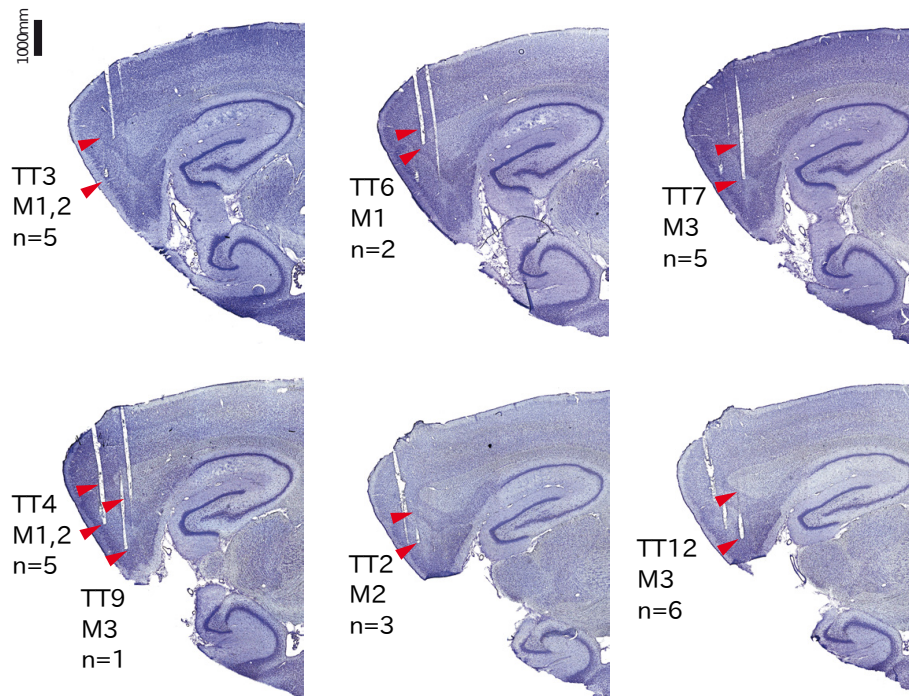 1000mm
TT3
M1,2
n=5
TT6
M1
n=2
TT7
M3
n=5
TT4
M1,2
n=5
TT9
M3
n=1
TT2
M2
n=3
TT12
M3
n=6